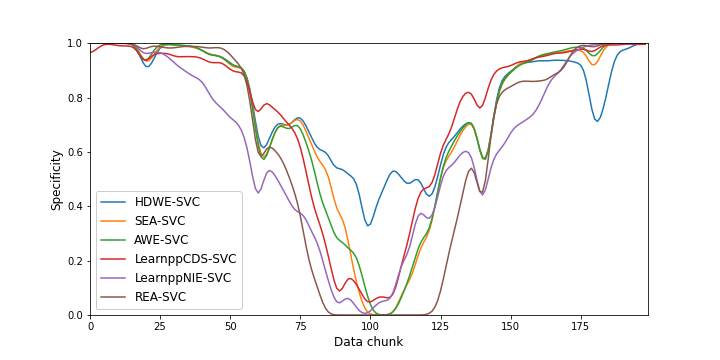 1.0
0.8
0.6
0.4
0.2
0.0
Specificity
HDWE-SVC
SEA-SVC
AWE-SVC
LearnppCDS-SVC
LearnppNIE-SVC
REA-SVC
0 25 50 75 100 125 150 175
Data chunk